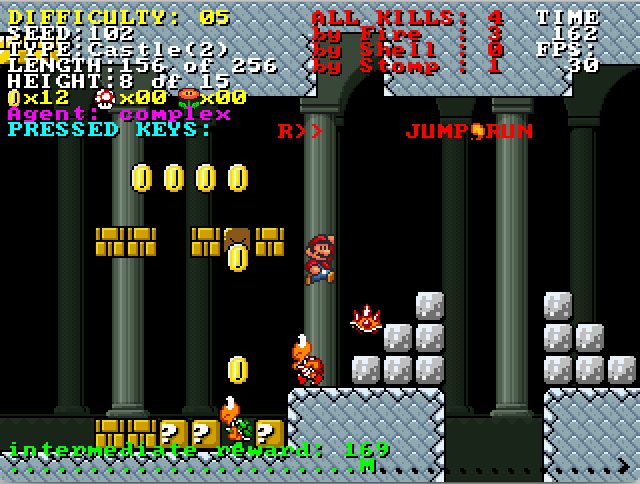 DIFFICULTY: 05 ALL KILLS: 4 TIME
SEED:102 by Fire : 3 162
TYPE:Castle(2) by Shell : 0 FPS:
LENGTH:156 of 256 by Stomp : 1 30
HEIGHT:8 of 15
x12 x00 x00
Agent: complex
PRESSED KEYS: R>> JUMP RUN
? ? ?
intermediate reward: 169
M